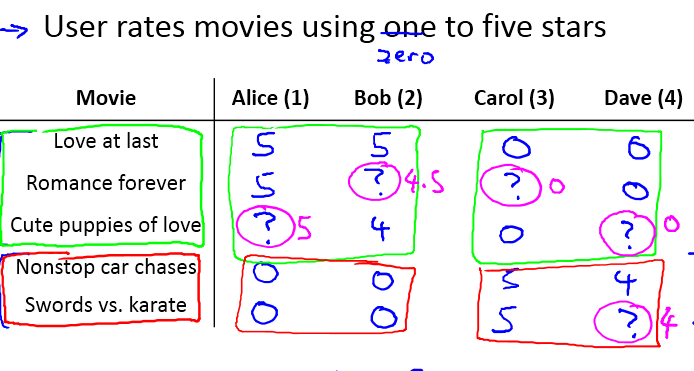 → User rates movies using one to five stars
zero
Movie Alice (1) Bob (2) Carol (3) Dave (4)
Love at last 5 5 0 0
Romance forever 5 ? 4.5 ? 0 0
Cute puppies of love ? 5 4 0 ? 0
Nonstop car chases 0 0 5 4
Swords vs. karate 0 0 5 ? 4